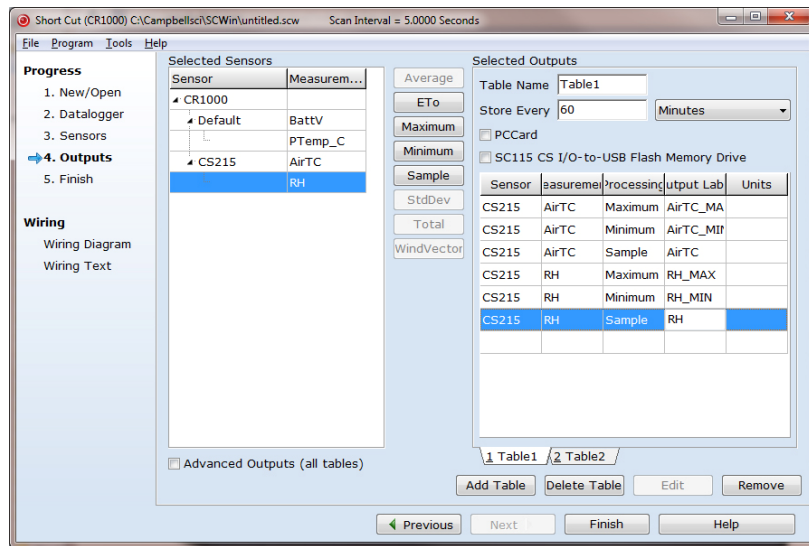 Short Cut (CR1000) C:\Campbellsci\SCWin\untitled.scw Scan Interval = 5.0000 Seconds
File Program Tools Help
Progress
1. New/Open
2. Datalogger
3. Sensors
4. Outputs
5. Finish
Wiring
Wiring Diagram
Wiring Text
Selected Sensors
Sensor Measurem...
CR1000
Default BattV
PTemp_C
CS215 AirTC
RH
Advanced Outputs (all tables)
Average
ETo
Maximum
Minimum
Sample
StdDev
Total
WindVector
Selected Outputs
Table Name Table1
Store Every 60 Minutes
PCCard
SC115 CS I/O-to-USB Flash Memory Drive
Sensor easuremen Processing utput Lab Units
CS215 AirTC Maximum AirTC_MA
CS215 AirTC Minimum AirTC_MIN
CS215 AirTC Sample AirTC
CS215 RH Maximum RH_MAX
CS215 RH Minimum RH_MIN
CS215 RH Sample RH
1 Table1 2 Table2
Add Table Delete Table Edit Remove
Previous Next Finish Help